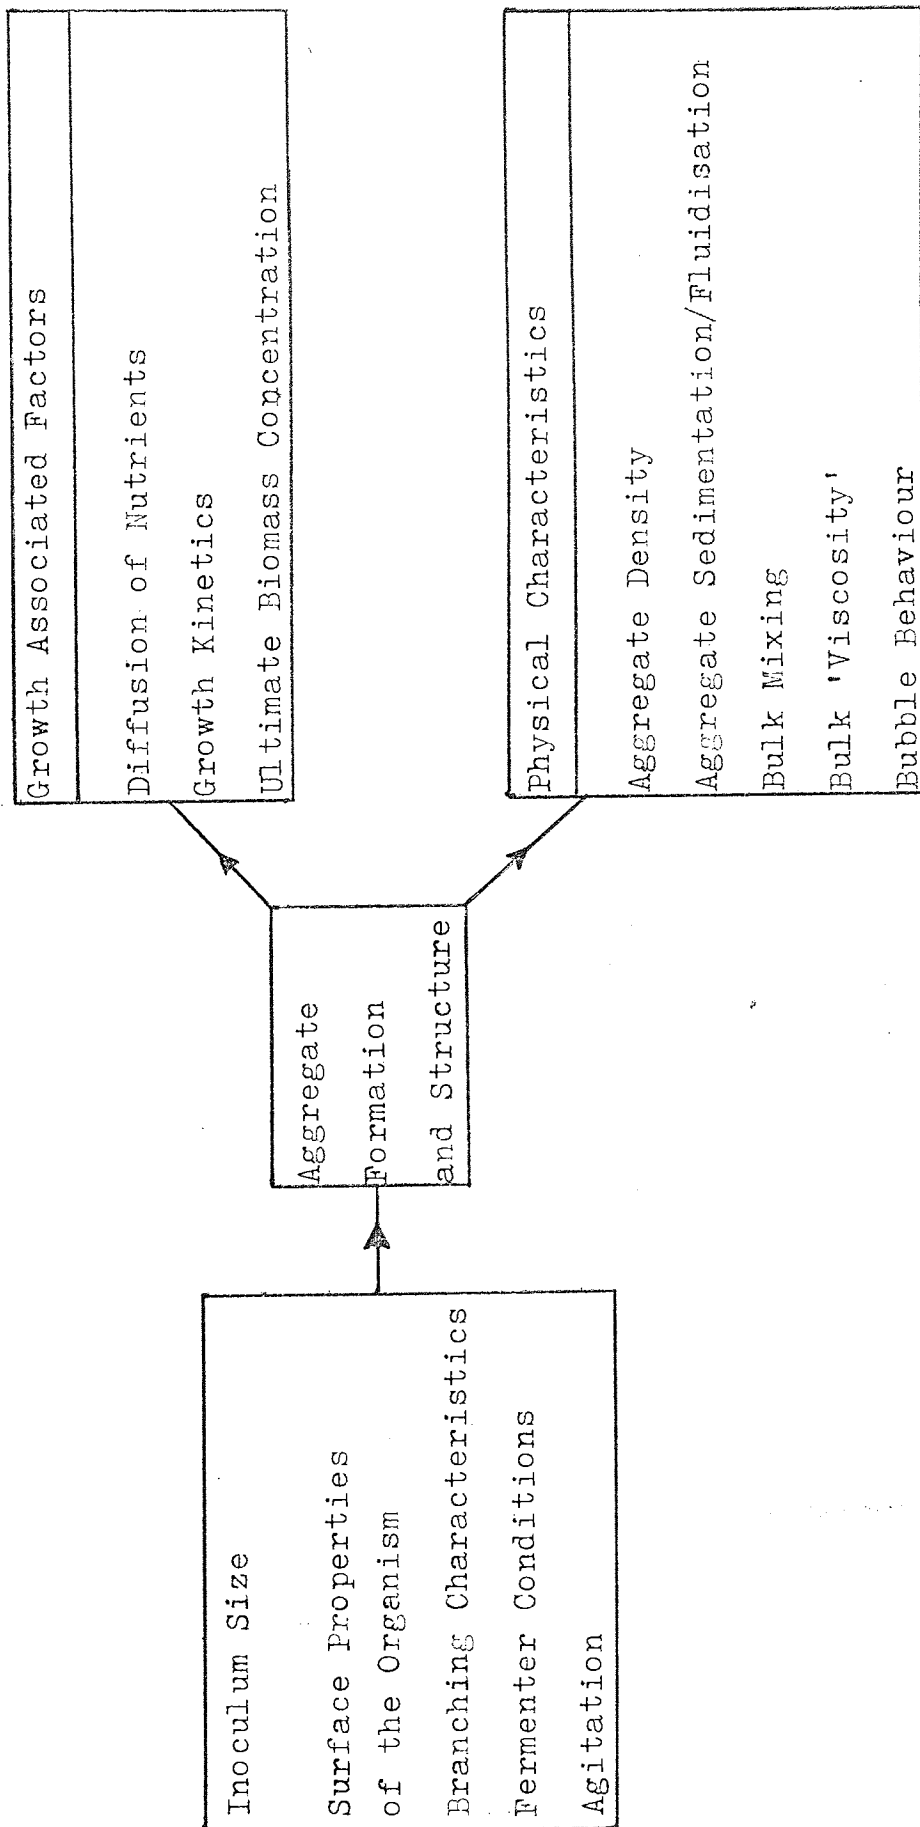 Inoculum Size
Surface Properties
of the Organism
Branching Characteristics
Fermenter Conditions
Agitation
Aggregate
Formation
and Structure
Growth Associated Factors
Diffusion of Nutrients
Growth Kinetics
Ultimate Biomass Concentration
Physical Characteristics
Aggregate Density
Aggregate Sedimentation/Fluidisation
Bulk Mixing
Bulk 'Viscosity'
Bubble Behaviour